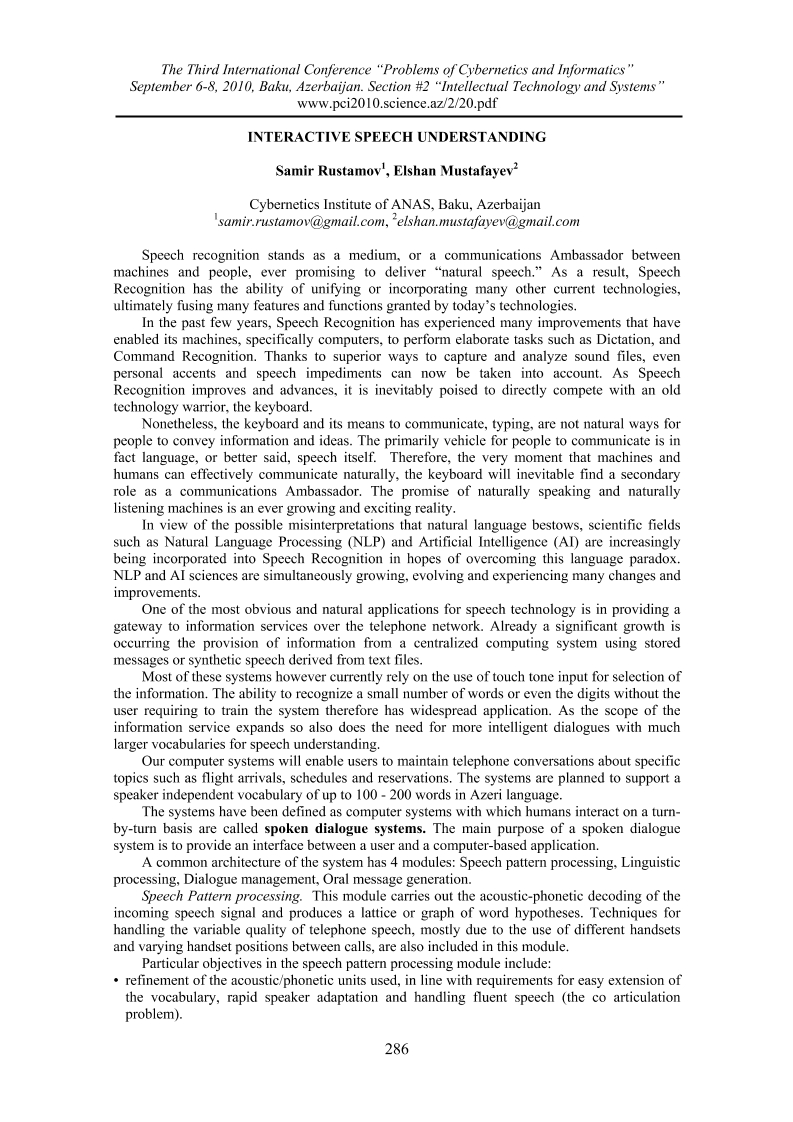 The Third International Conference “Problems of Cybernetics and Informatics”
September 6-8, 2010, Baku, Azerbaijan. Section #2 “Intellectual Technology and Systems”
www.pci2010.science.az/2/20.pdf
INTERACTIVE SPEECH UNDERSTANDING
Samir Rustamov1, Elshan Mustafayev2
Cybernetics Institute of ANAS, Baku, Azerbaijan
1samir.rustamov@gmail.com, 2elshan.mustafayev@gmail.com
Speech recognition stands as a medium, or a communications Ambassador between
machines and people, ever promising to deliver “natural speech.” As a result, Speech
Recognition has the ability of unifying or incorporating many other current technologies,
ultimately fusing many features and functions granted by today’s technologies.
In the past few years, Speech Recognition has experienced many improvements that have
enabled its machines, specifically computers, to perform elaborate tasks such as Dictation, and
Command Recognition. Thanks to superior ways to capture and analyze sound files, even
personal accents and speech impediments can now be taken into account. As Speech
Recognition improves and advances, it is inevitably poised to directly compete with an old
technology warrior, the keyboard.
Nonetheless, the keyboard and its means to communicate, typing, are not natural ways for
people to convey information and ideas. The primarily vehicle for people to communicate is in
fact language, or better said, speech itself. Therefore, the very moment that machines and
humans can effectively communicate naturally, the keyboard will inevitable find a secondary
role as a communications Ambassador. The promise of naturally speaking and naturally
listening machines is an ever growing and exciting reality.
In view of the possible misinterpretations that natural language bestows, scientific fields
such as Natural Language Processing (NLP) and Artificial Intelligence (AI) are increasingly
being incorporated into Speech Recognition in hopes of overcoming this language paradox.
NLP and AI sciences are simultaneously growing, evolving and experiencing many changes and
improvements.
One of the most obvious and natural applications for speech technology is in providing a
gateway to information services over the telephone network. Already a significant growth is
occurring the provision of information from a centralized computing system using stored
messages or synthetic speech derived from text files.
Most of these systems however currently rely on the use of touch tone input for selection of
the information. The ability to recognize a small number of words or even the digits without the
user requiring to train the system therefore has widespread application. As the scope of the
information service expands so also does the need for more intelligent dialogues with much
larger vocabularies for speech understanding.
Our computer systems will enable users to maintain telephone conversations about specific
topics such as flight arrivals, schedules and reservations. The systems are planned to support a
speaker independent vocabulary of up to 100 - 200 words in Azeri language.
The systems have been defined as computer systems with which humans interact on a turn-
by-turn basis are called spoken dialogue systems. The main purpose of a spoken dialogue
system is to provide an interface between a user and a computer-based application.
A common architecture of the system has 4 modules: Speech pattern processing, Linguistic
processing, Dialogue management, Oral message generation.
Speech Pattern processing. This module carries out the acoustic-phonetic decoding of the
incoming speech signal and produces a lattice or graph of word hypotheses. Techniques for
handling the variable quality of telephone speech, mostly due to the use of different handsets
and varying handset positions between calls, are also included in this module.
Particular objectives in the speech pattern processing module include:
• refinement of the acoustic/phonetic units used, in line with requirements for easy extension of
the vocabulary, rapid speaker adaptation and handling fluent speech (the co articulation
problem).
286